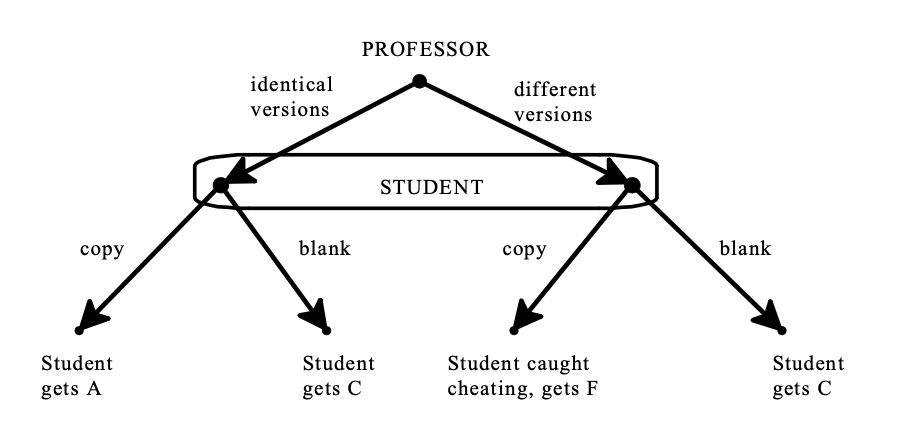 PROFESSOR
identical
versions
different
versions
STUDENT
copy
blank
copy
blank
Student
gets A
Student
gets C
Student caught
cheating, gets F
Student
gets C